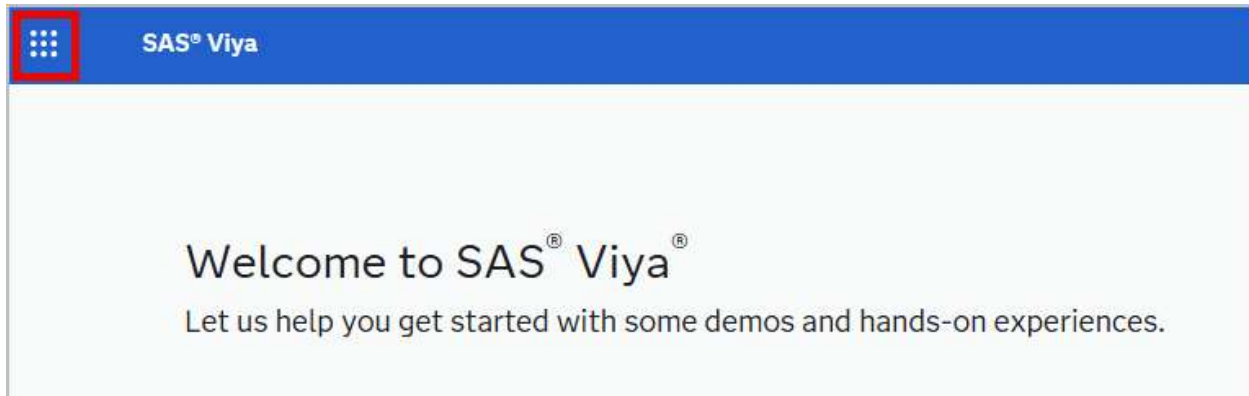 SAS® Viya
Welcome to SAS® Viya®
Let us help you get started with some demos and hands-on experiences.